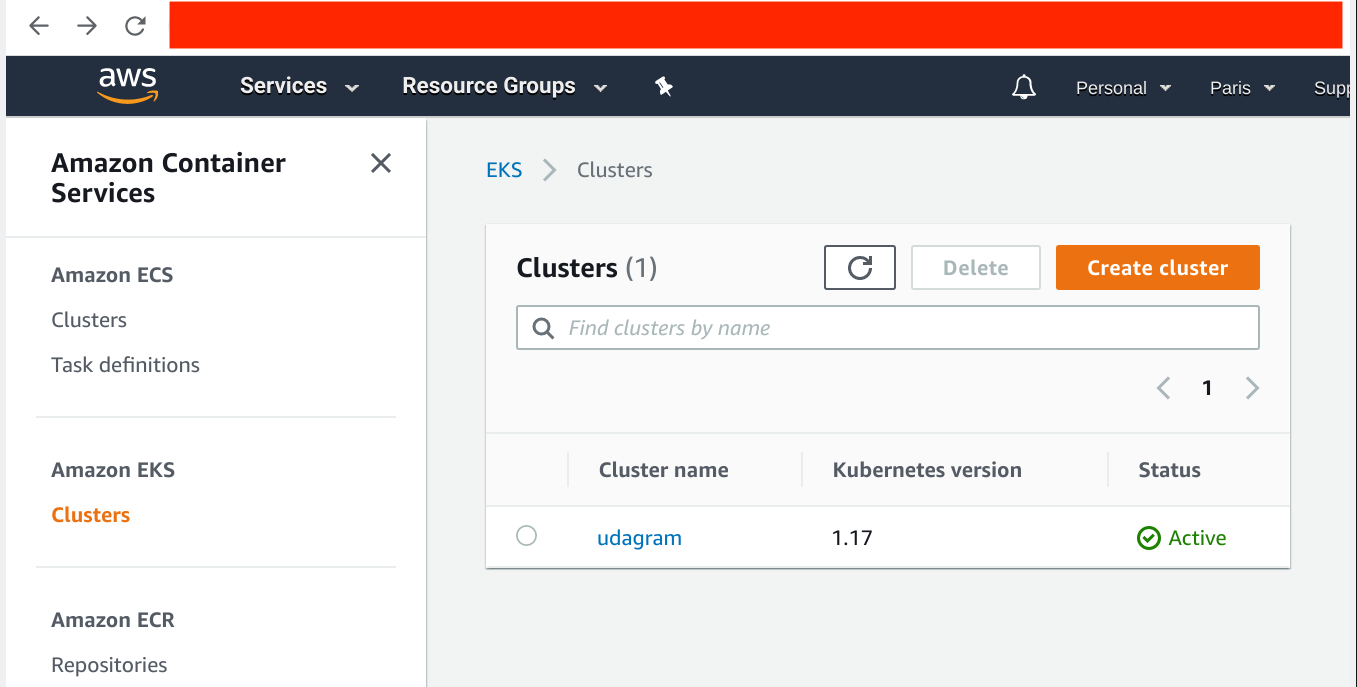 aws Services Resource Groups Personal Paris Supp
Amazon Container
Services
Amazon ECS
Clusters
Task definitions
Amazon EKS
Clusters
Amazon ECR
Repositories
EKS Clusters
Clusters (1) Delete Create cluster
Find clusters by name
1
Cluster name Kubernetes version Status
udagram 1.17 Active